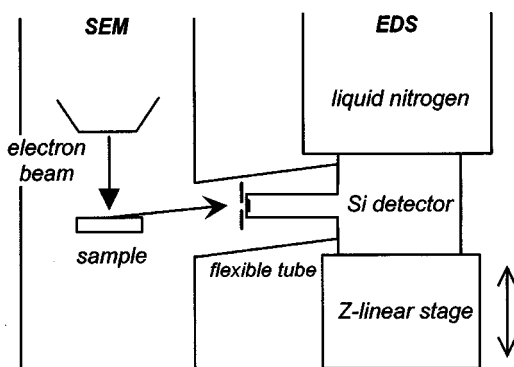 SEM
EDS
liquid nitrogen
electron
beam
Si detector
sample
flexible tube
Z-linear stage